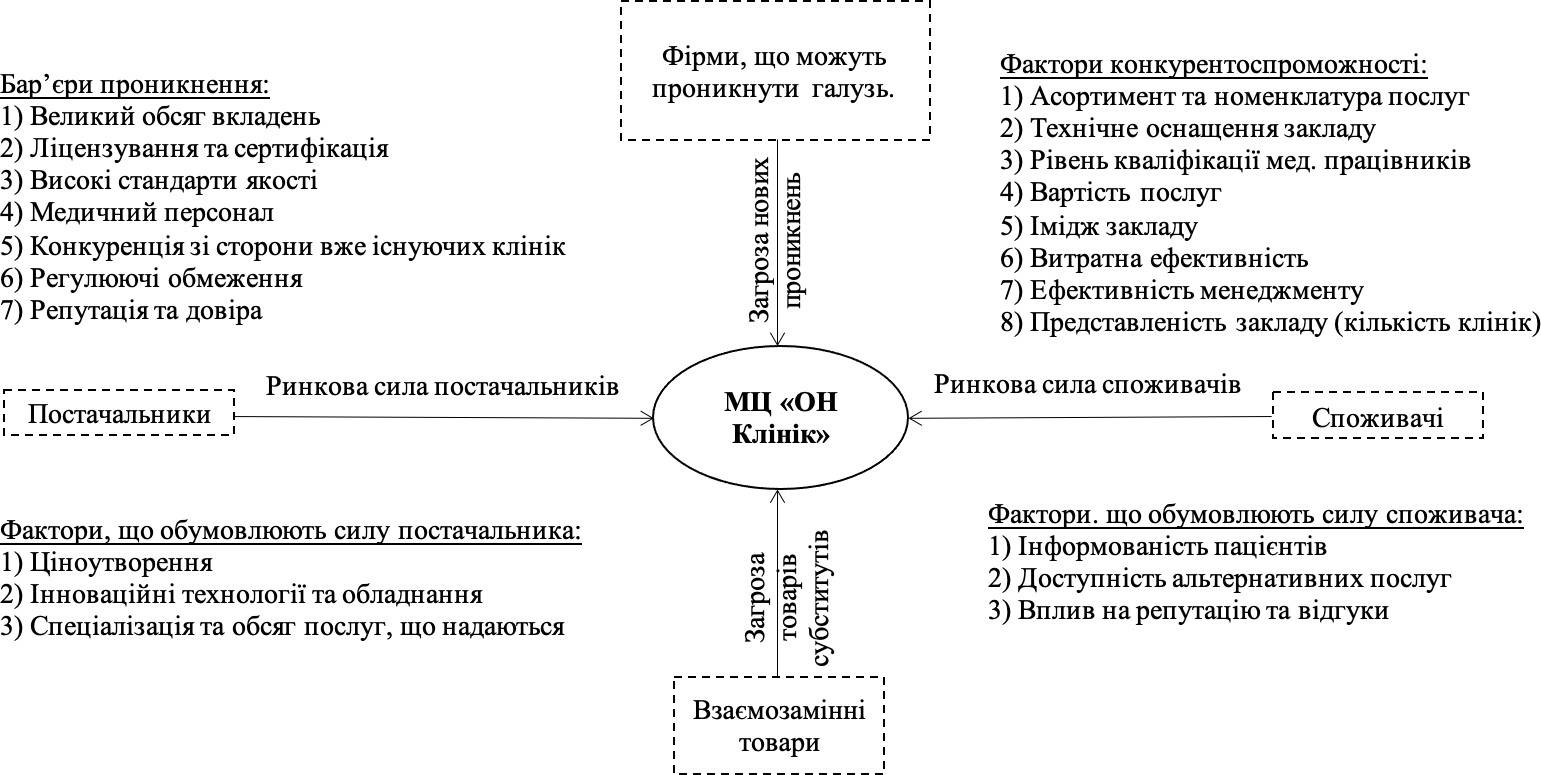 Фірми, що можуть
проникнути галузь.
Бар’єри проникнення:
1) Великий обсяг вкладень
2) Ліцензування та сертифікація
3) Високі стандарти якості
4) Медичний персонал
5) Конкуренція зі сторони вже існуючих клінік
6) Регулюючі обмеження
7) Репутація та довіра
Загроза нових
проникнень
Фактори конкурентоспроможності:
1) Асортимент та номенклатура послуг
2) Технічне оснащення закладу
3) Рівень кваліфікації мед. працівників
4) Вартість послуг
5) Імідж закладу
6) Витратна ефективність
7) Ефективність менеджменту
8) Представленість закладу (кількість клінік)
Постачальники
Ринкова сила постачальників
МЦ «ОН
Клінік»
Ринкова сила споживачів
Споживачі
Фактори, що обумовлюють силу постачальника:
1) Ціноутворення
2) Інноваційні технології та обладнання
3) Спеціалізація та обсяг послуг, що надаються
Загроза
товарів
субститутів
Фактори. що обумовлюють силу споживача:
1) Інформованість пацієнтів
2) Доступність альтернативних послуг
3) Вплив на репутацію та відгуки
Взаємозамінні
товари